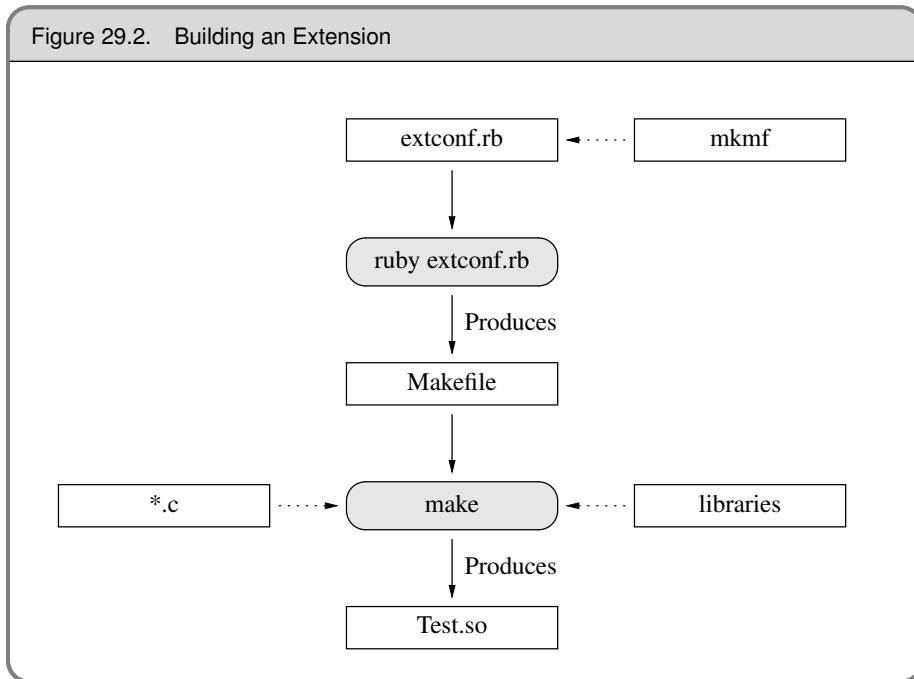 Figure 29.2. Building an Extension
extconf.rb
mkmf
ruby extconf.rb
Produces
Makefile
*.c
make
libraries
Produces
Test.so